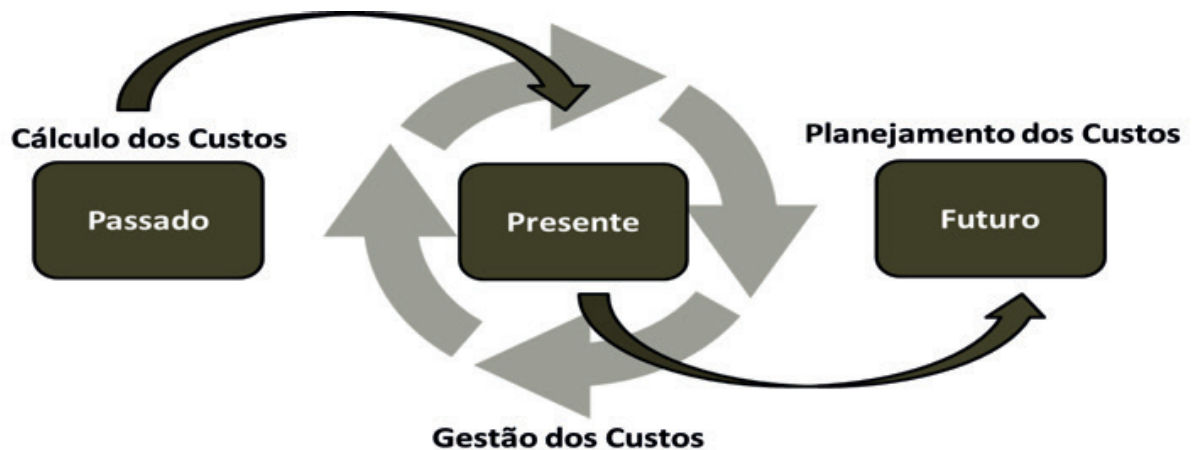 Cálculo dos Custos
Passado
Presente
Planejamento dos Custos
Futuro
Gestão dos Custos